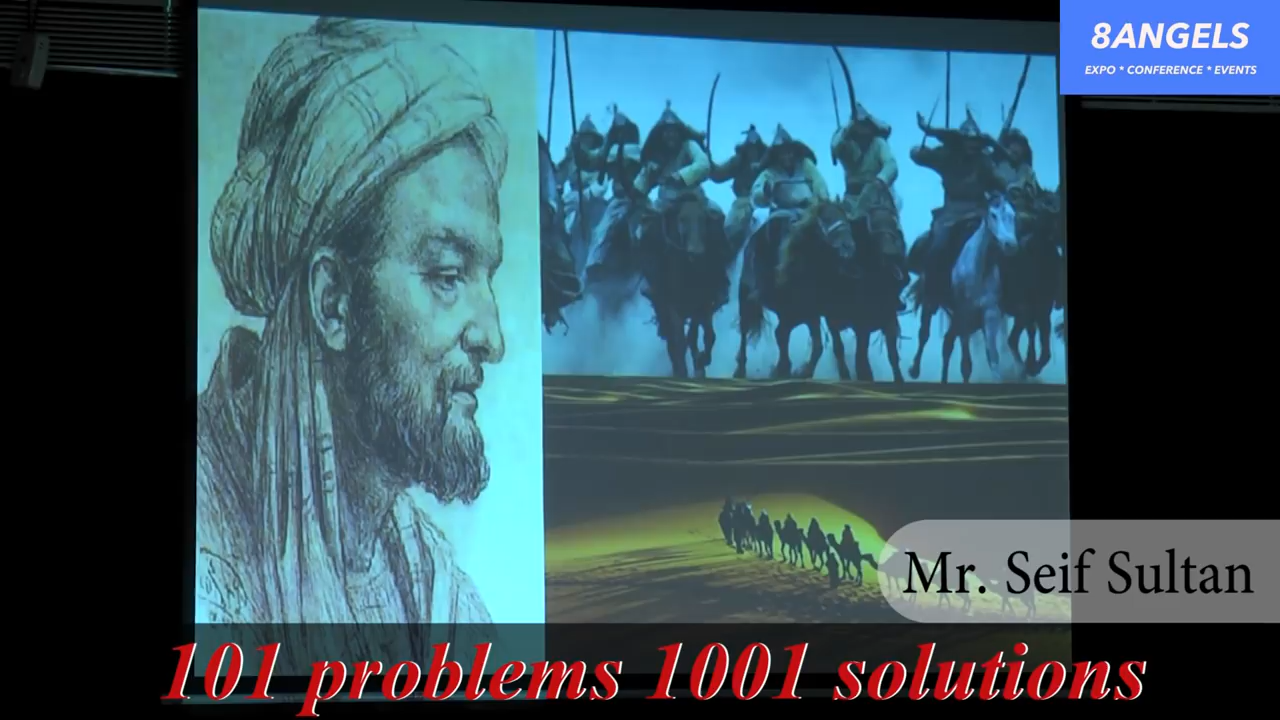 8ANGELS
EXPO * CONFERENCE * EVENTS
Mr. Seif Sultan
101 problems 1001 solutions